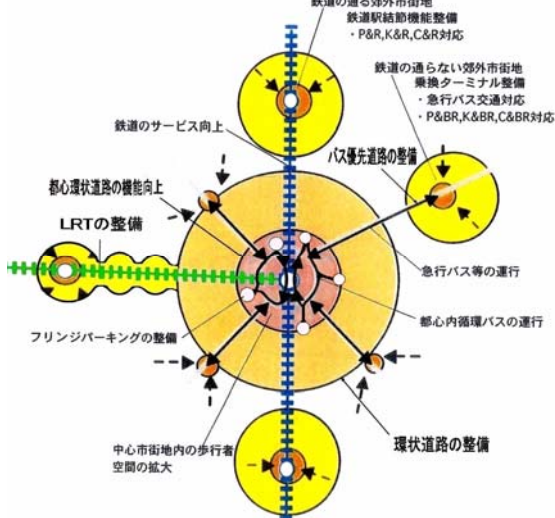 鉄道の通る郊外市街地
鉄道駅結節機能整備
・P&R,K&R,C&R対応
鉄道の通らない郊外市街地
乗換ターミナル整備
・急行バス交通対応
・P&BR,K&BR,C&BR対応
鉄道のサービス向上
バス優先道路の整備
都心環状道路の機能向上
LRTの整備
急行バス等の運行
都心内循環バスの運行
フリンジパーキングの整備
環状道路の整備
中心市街地内の歩行者
空間の拡大